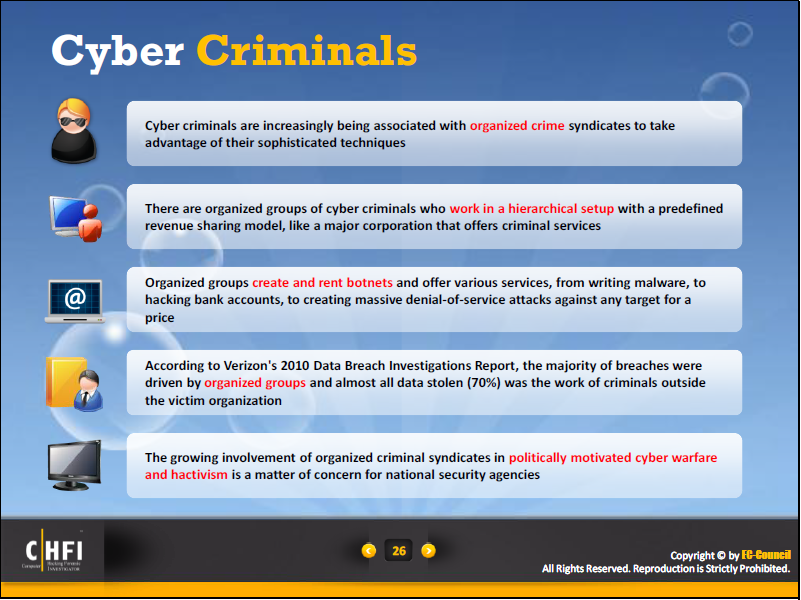 Cyber Criminals
Cyber criminals are increasingly being associated with organized crime syndicates to take
advantage of their sophisticated techniques
There are organized groups of cyber criminals who work in a hierarchical setup with a predefined
revenue sharing model, like a major corporation that offers criminal services
@
Organized groups create and rent botnets and offer various services, from writing malware, to
hacking bank accounts, to creating massive denial-of-service attacks against any target for a
price
According to Verizon's 2010 Data Breach Investigations Report, the majority of breaches were
driven by organized groups and almost all data stolen (70%) was the work of criminals outside
the victim organization
The growing involvement of organized criminal syndicates in politically motivated cyber warfare
and hactivism is a matter of concern for national security agencies
CHFI
Computer Hacking Forensic
INVESTIGATOR
26
Copyright © by EC-Council
All Rights Reserved. Reproduction is Strictly Prohibited.